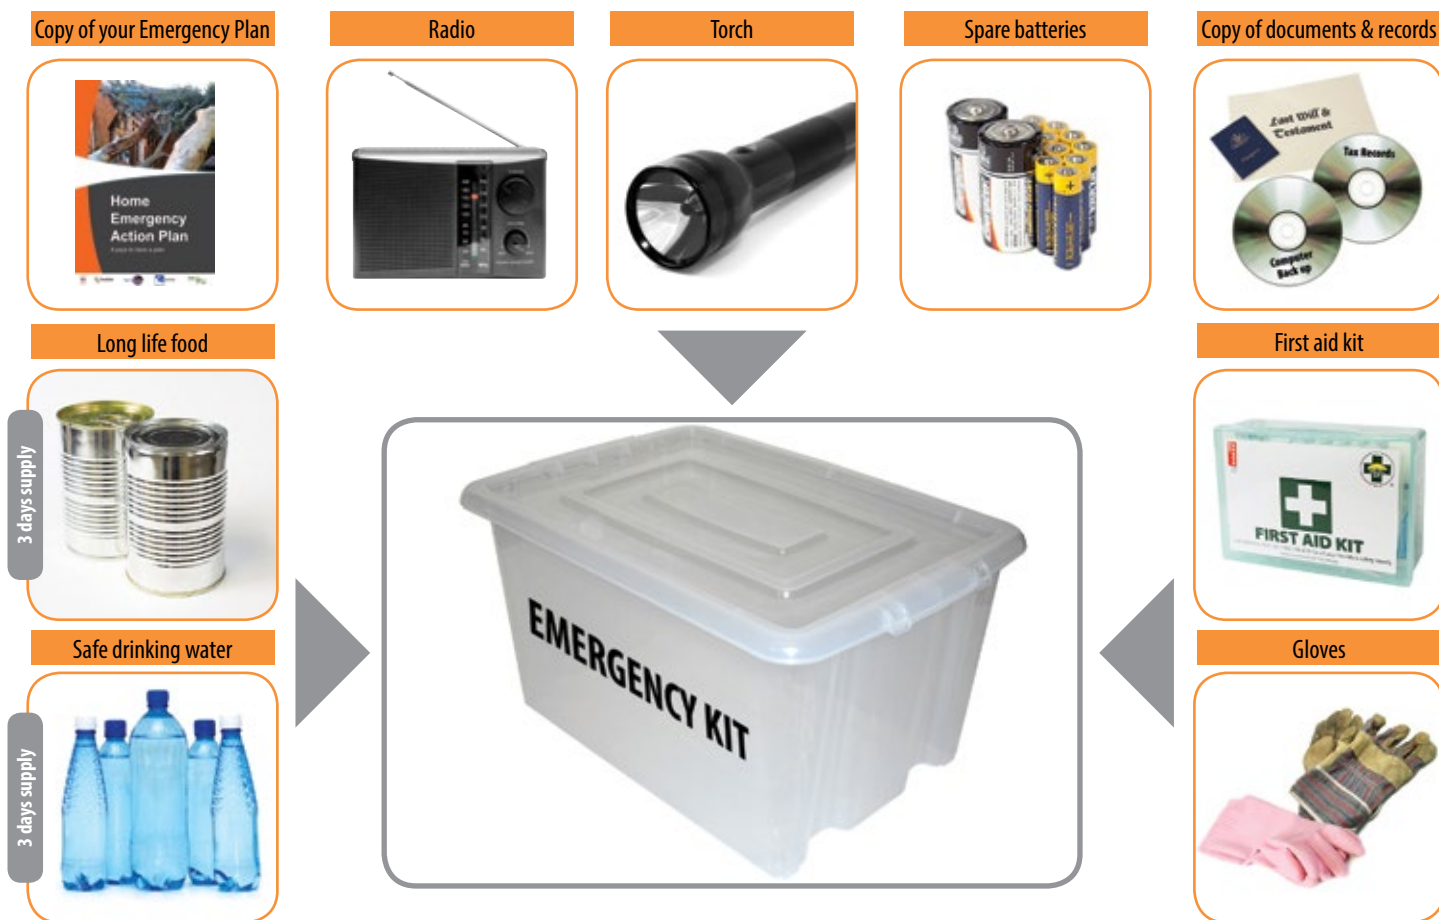 Copy of your Emergency Plan
Radio
Torch
Spare batteries
Copy of documents & records
Home
Emergency
Action Plan
Last Will &
Testament
Tax Records
Computer
Back up
Long life food
3 days supply
First aid kit
FIRST AID KIT
EMERGENCY KIT
Safe drinking water
3 days supply
Gloves